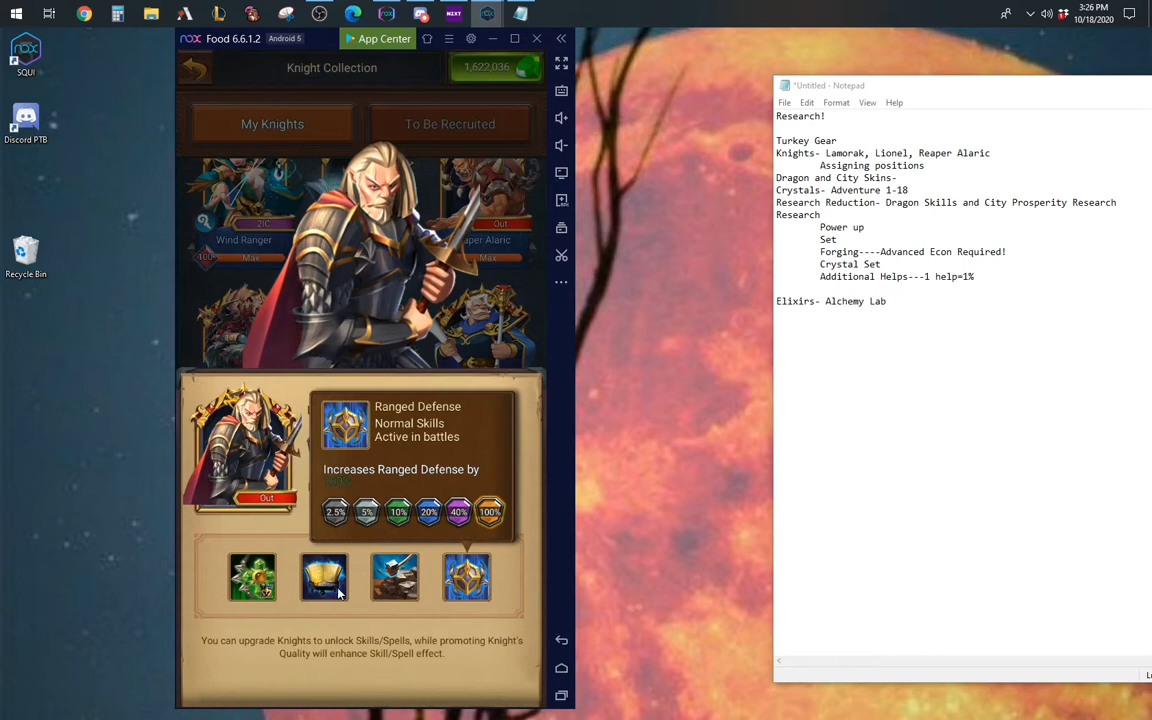 3:26 PM
10/18/2020
nox Food 6.6.1.2 Android 5 App Center
SQUI
Discord PTB
Recycle Bin
NZXT
Knight Collection
1,622,036
My Knights
To Be Recruited
2IC
Out
Wind Ranger
Reaper Alaric
100
Max
Max
Out
Ranged Defense
Normal Skills
Active in battles
Increases Ranged Defense by
100%
2.5% 5% 10% 20% 40% 100%
You can upgrade Knights to unlock Skills/Spells, while promoting Knight's
Quality will enhance Skill/Spell effect.
*Untitled - Notepad
File Edit Format View Help
Research!
Turkey Gear
Knights- Lamorak, Lionel, Reaper Alaric
Assigning positions
Dragon and City Skins-
Crystals- Adventure 1-18
Research Reduction- Dragon Skills and City Prosperity Research
Research
Power up
Set
Forging----Advanced Econ Required!
Crystal Set
Additional Helps---1 help=1%
Elixirs- Alchemy Lab